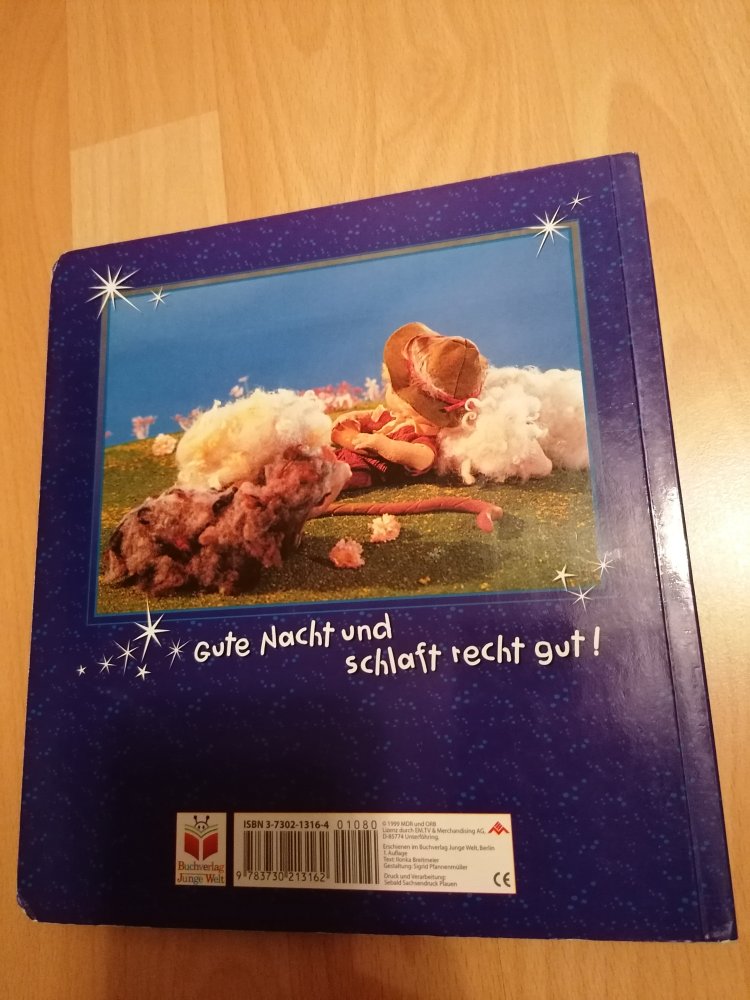 Gute Nacht und
schlaft recht gut!
Buchverlag
Junge Welt
ISBN 3-7302-1316-4
01080
9 783730 213162
© 1999 MDR und ORB
Lizenz durch EM.TV & Merchandising AG,
D-85774 Unterföhring.
Erschienen im Buchverlag Junge Welt, Berlin
1. Auflage
Text: Ilonka Breitmeier
Gestaltung: Sigrid Pfannenmüller
Druck und Verarbeitung:
Sebald Sachsendruck Plauen
CE